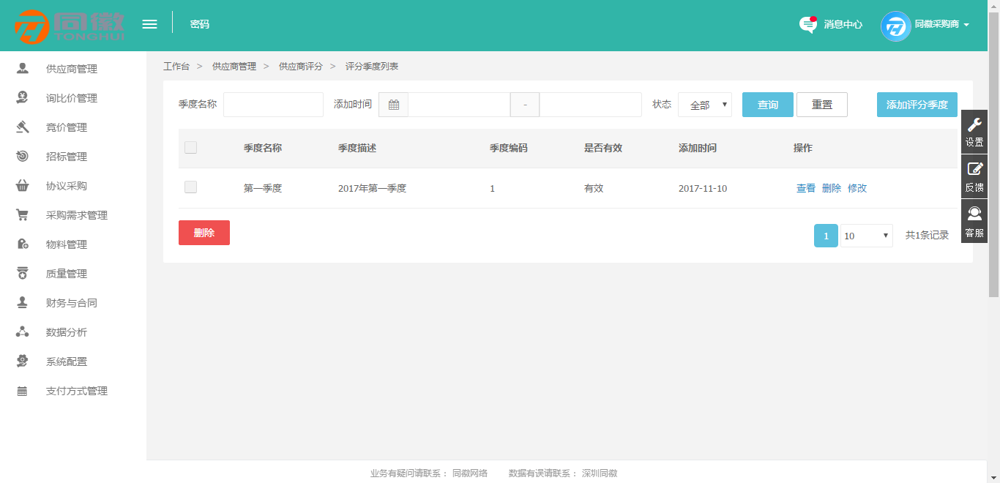 同徽 TONGHUI 密码 消息中心 同徽采购商
供应商管理
询比价管理
竞价管理
招标管理
协议采购
采购需求管理
物料管理
质量管理
财务与合同
数据分析
系统配置
支付方式管理
工作台 > 供应商管理 > 供应商评分 > 评分季度列表
季度名称 添加时间 - 状态 全部 查询 重置 添加评分季度
季度名称 季度描述 季度编码 是否有效 添加时间 操作
第一季度 2017年第一季度 1 有效 2017-11-10 查看 删除 修改
删除 1 10 共1条记录
设置
反馈
客服
业务有疑问请联系： 同徽网络 数据有误请联系： 深圳同徽